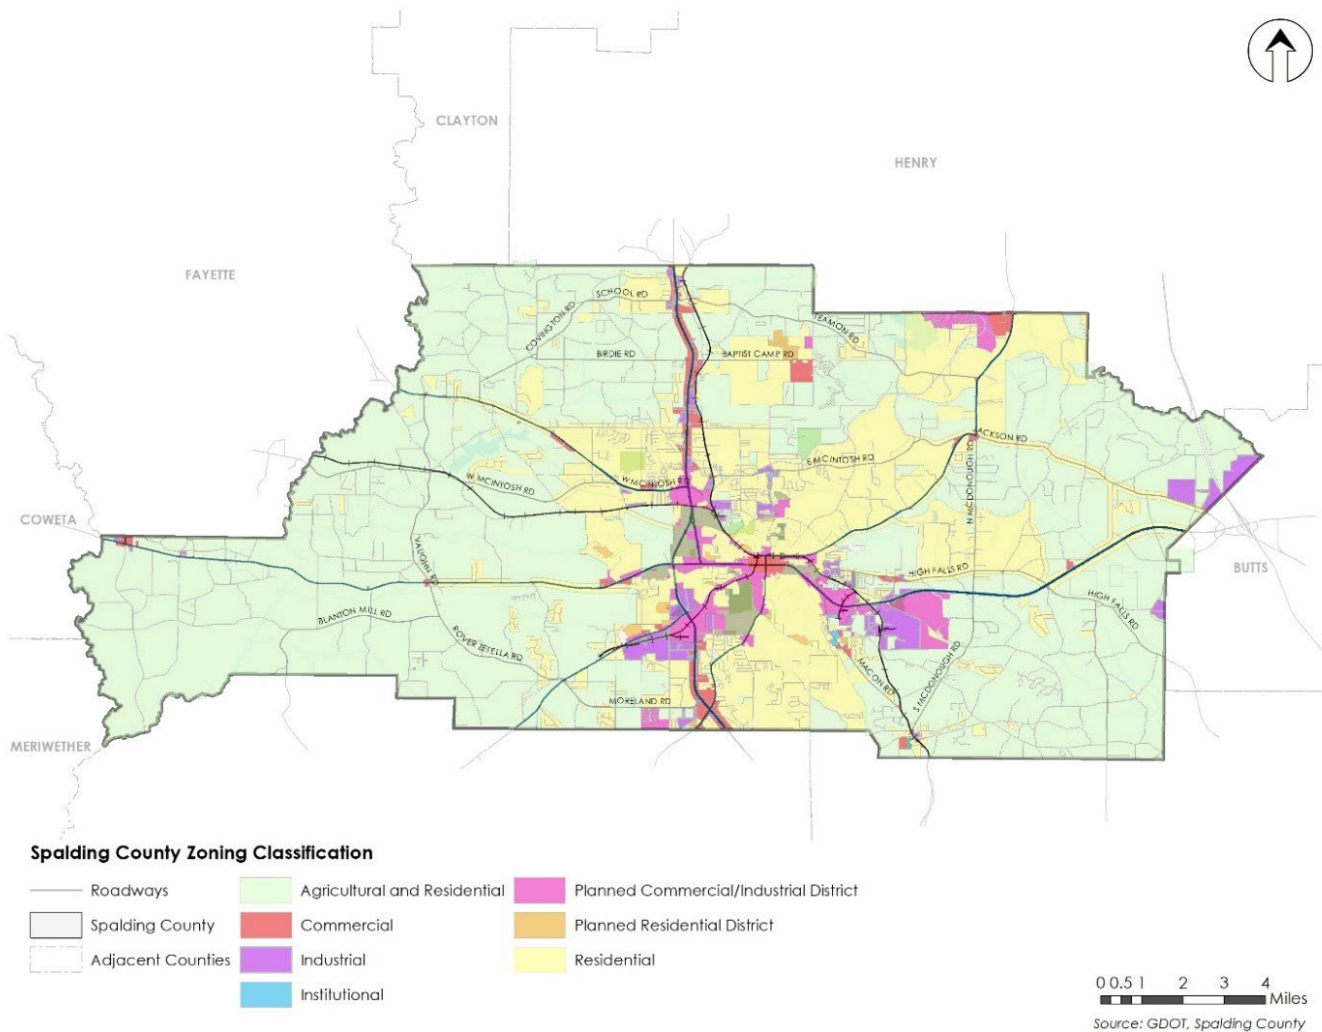 CLAYTON
HENRY
FAYETTE
SCHOOL RD
COVINGTON RD
TEAMON RD
BIRDIE RD
BAPTIST CAMP RD
JACKSON RD
E MCINTOSH RD
W MCINTOSH RD
W MCINTOSH RD
N MCDONOUGH RD
COWETA
VAUGHN RD
HIGH FALLS RD
BUTTS
HIGH FALLS RD
BLANTON MILL RD
ROVER ZETELLA RD
MACON RD
S MCDONOUGH RD
MORELAND RD
MERIWETHER
Spalding County Zoning Classification
Roadways
Spalding County
Adjacent Counties
Agricultural and Residential
Commercial
Industrial
Institutional
Planned Commercial/Industrial District
Planned Residential District
Residential
0 0.5 1 2 3 4
Miles
Source: GDOT, Spalding County